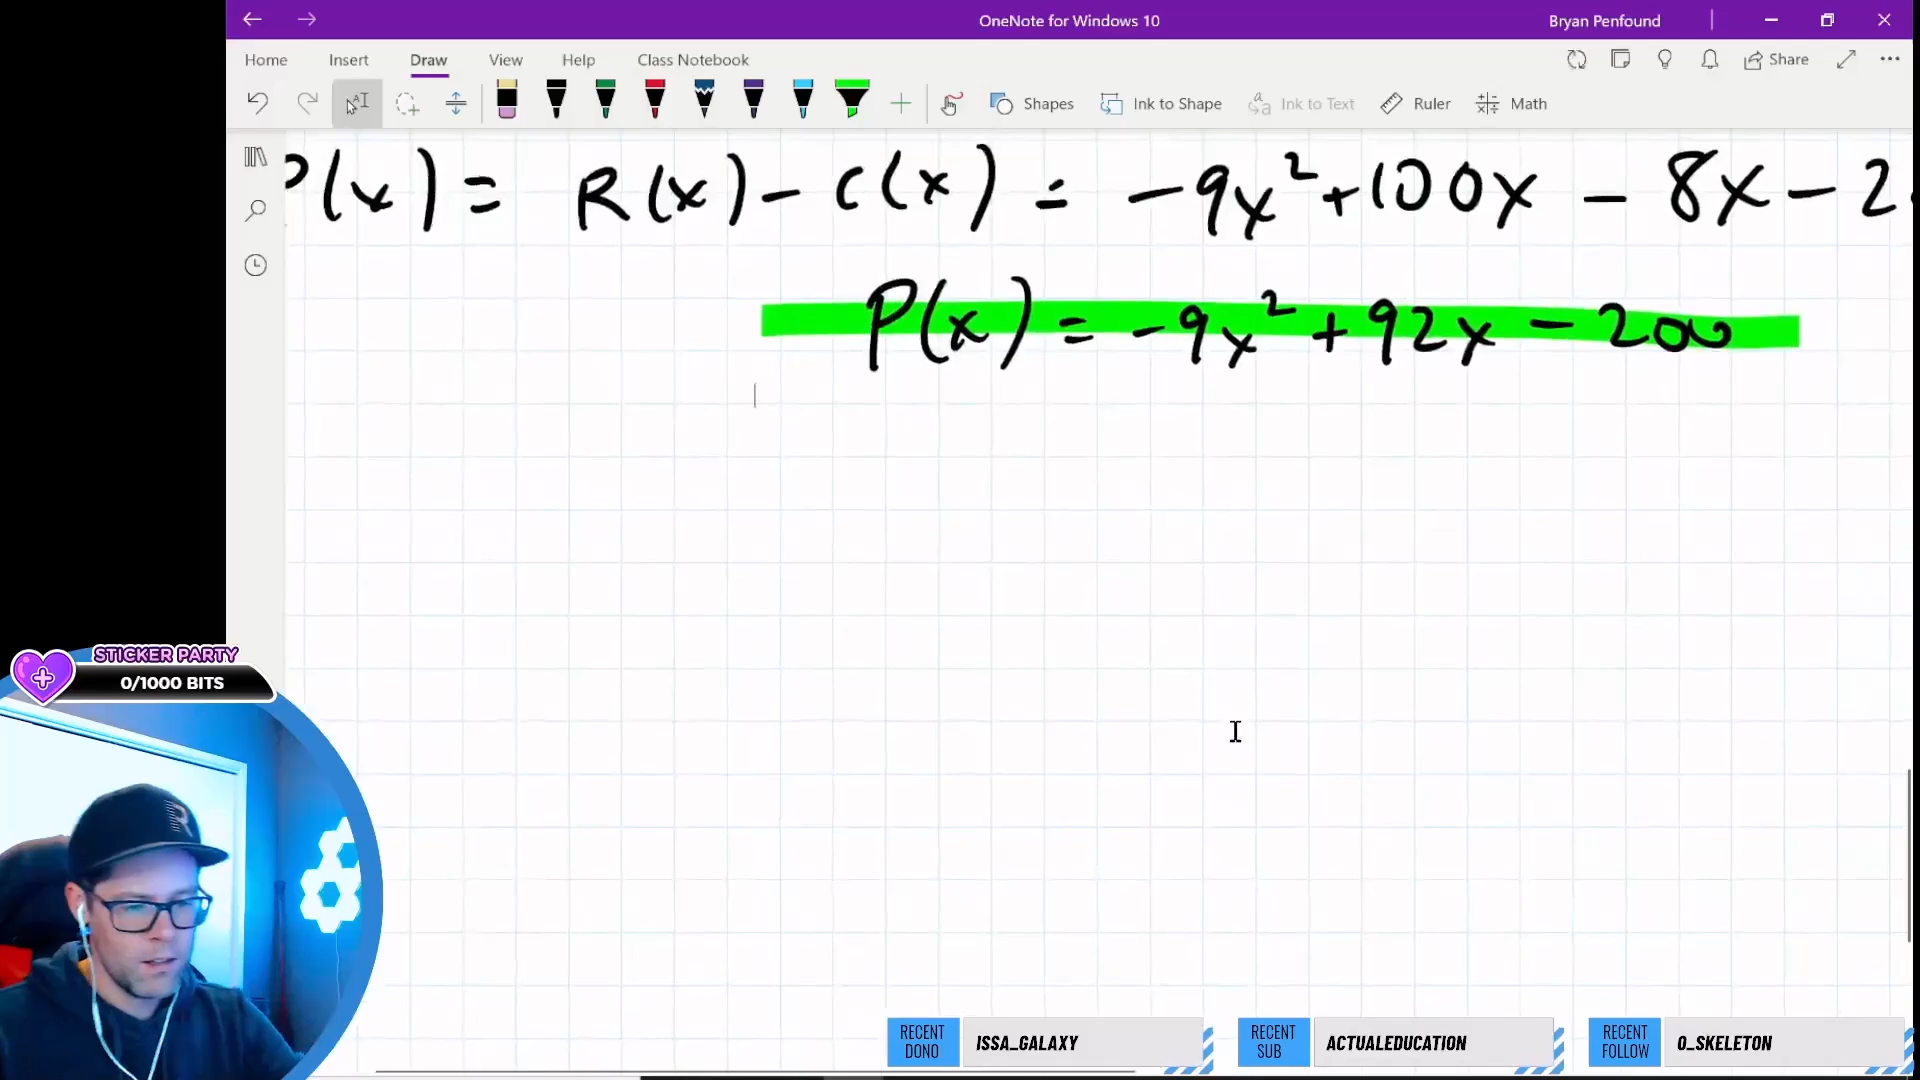 OneNote for Windows 10
Bryan Penfound
Home Insert Draw View Help Class Notebook Share
Shapes Ink to Shape Ink to Text Ruler Math
P(x) = R(x) - C(x) = -9x² + 100x - 8x - 2
P(x) = -9x² + 92x - 200
STICKER PARTY
0/1000 BITS
RECENT DONO ISSA_GALAXY
RECENT SUB ACTUALEDUCATION
RECENT FOLLOW O_SKELETON